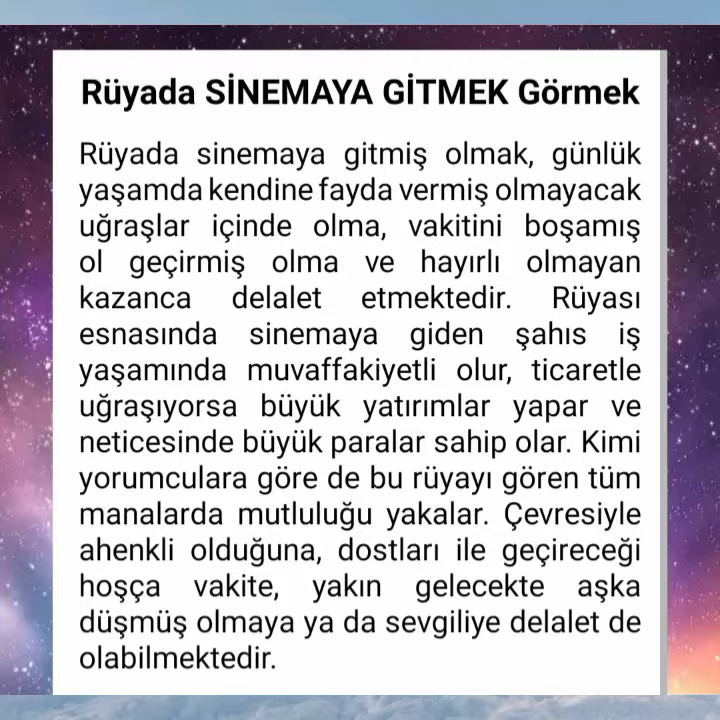 Rüyada SİNEMAYA GİTMEK Görmek
Rüyada sinemaya gitmiş olmak, günlük
yaşamda kendine fayda vermiş olmayacak
uğraşlar içinde olma, vakitini boşamış
ol geçirmiş olma ve hayırlı olmayan
kazanca delalet etmektedir. Rüyası
esnasında sinemaya giden şahıs iş
yaşamında muvaffakiyetli olur, ticaretle
uğraşıyorsa büyük yatırımlar yapar ve
neticesinde büyük paralar sahip olar. Kimi
yorumculara göre de bu rüyayı gören tüm
manalarda mutluluğu yakalar. Çevresiyle
ahenkli olduğuna, dostları ile geçireceği
hoşça vakite, yakın gelecekte aşka
düşmüş olmaya ya da sevgiliye delalet de
olabilmektedir.